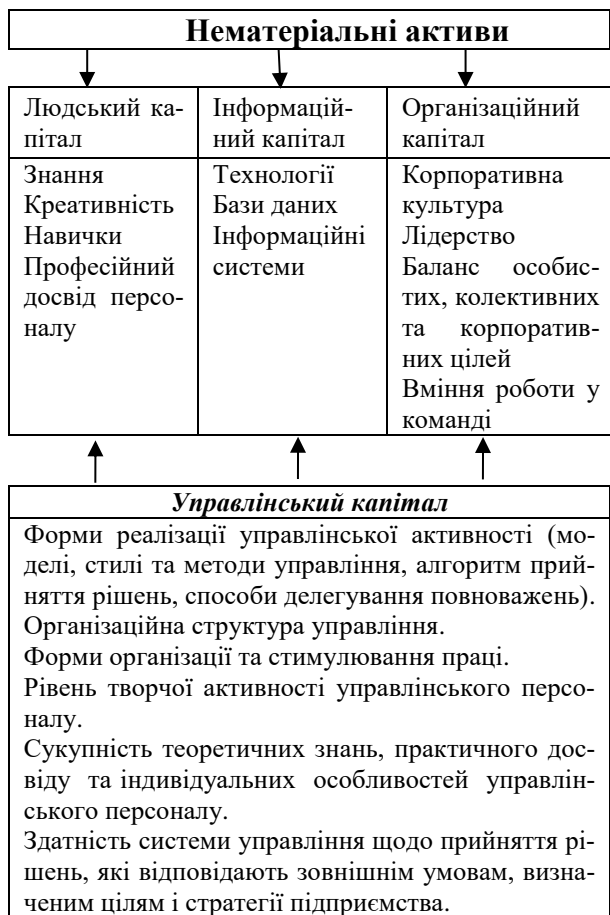 Нематеріальні активи
Людський ка-
пітал
Інформацій-
ний капітал
Організаційний
капітал
Знання
Креативність
Навички
Професійний
досвід персо-
налу
Технології
Бази даних
Інформаційні
системи
Корпоративна
культура
Лідерство
Баланс особис-
тих, колективних
та корпоратив-
них цілей
Вміння роботи у
команді
Управлінський капітал
Форми реалізації управлінської активності (мо-
делі, стилі та методи управління, алгоритм прий-
няття рішень, способи делегування повноважень).
Організаційна структура управління.
Форми організації та стимулювання праці.
Рівень творчої активності управлінського персо-
налу.
Сукупність теоретичних знань, практичного дос-
віду та індивідуальних особливостей управлін-
ського персоналу.
Здатність системи управління щодо прийняття рі-
шень, які відповідають зовнішнім умовам, визна-
ченим цілям і стратегії підприємства.